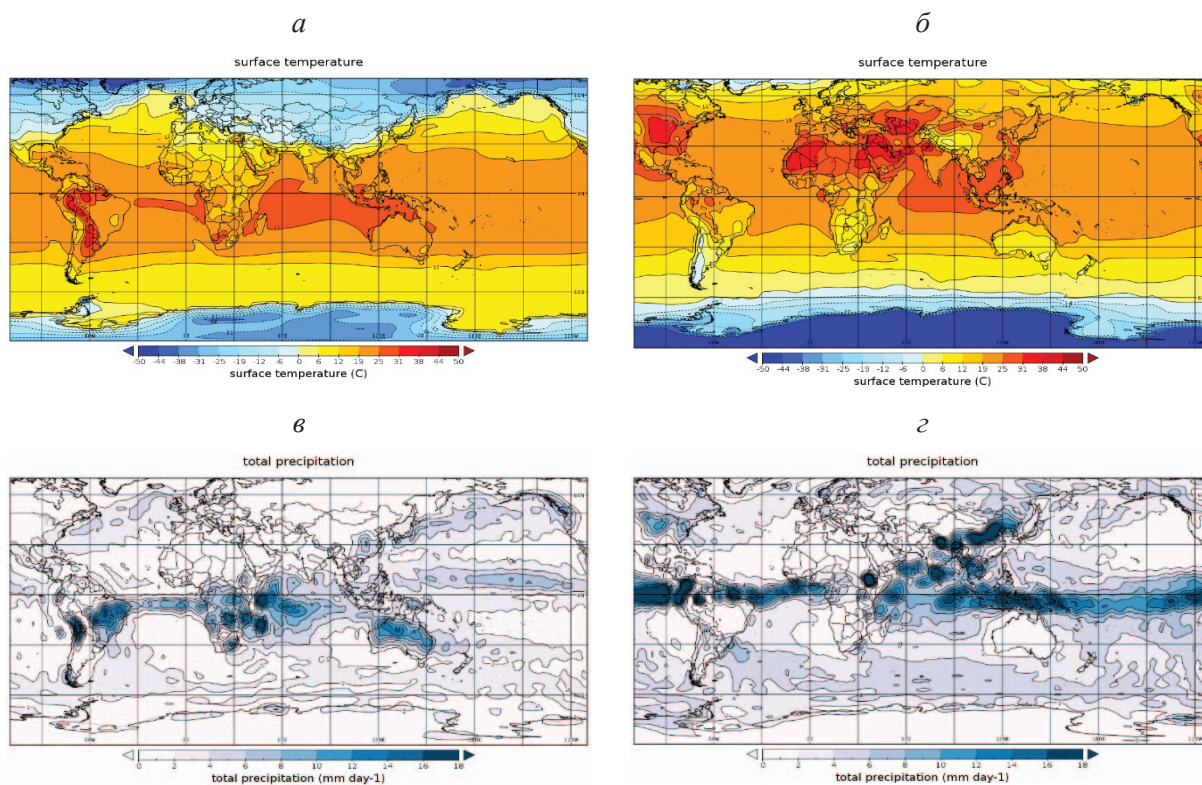 а
surface temperature
-50 -44 -38 -31 -25 -19 -12 -6 0 6 12 19 25 31 38 44 50
surface temperature (C)
б
surface temperature
-50 -44 -38 -31 -25 -19 -12 -6 0 6 12 19 25 31 38 44 50
surface temperature (C)
в
total precipitation
0 2 4 6 8 10 12 14 16 18
total precipitation (mm day-1)
г
total precipitation
0 2 4 6 8 10 12 14 16 18
total precipitation (mm day-1)